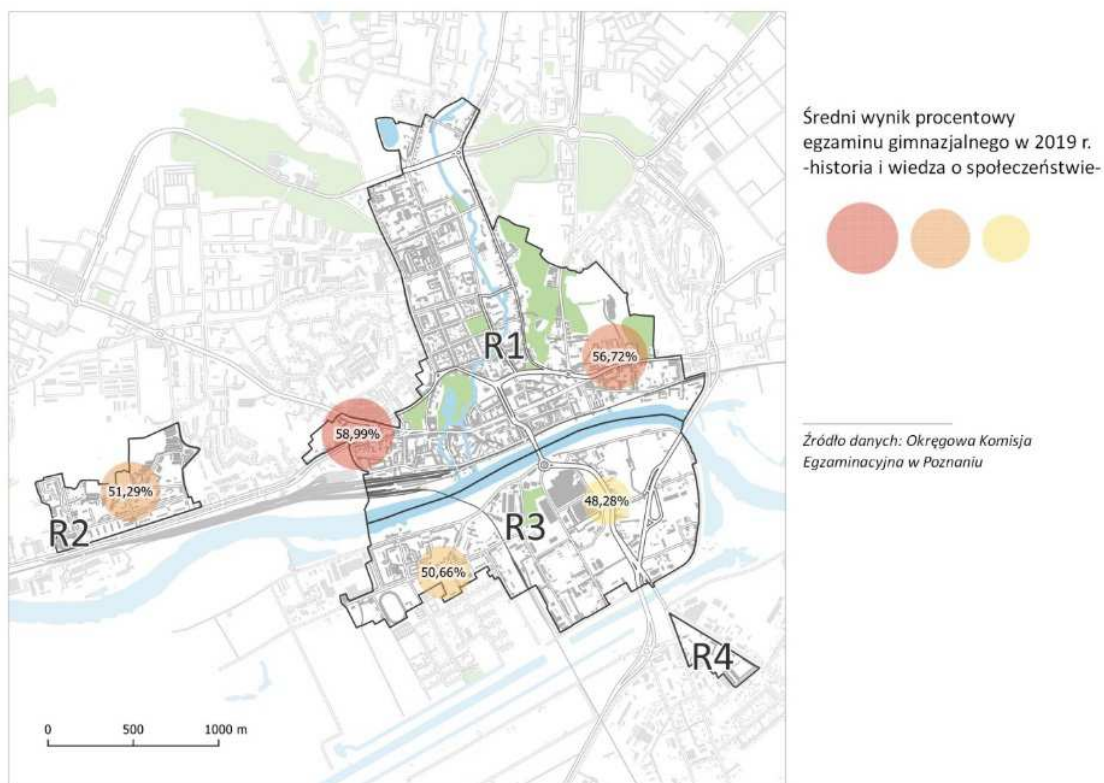 Średni wynik procentowy
egzaminu gimnazjalnego w 2019 r.
-historia i wiedza o społeczeństwie-
R1
56,72%
58,99%
51,29%
R2
48,28%
R3
50,66%
R4
Źródło danych: Okręgowa Komisja
Egzaminacyjna w Poznaniu
0 500 1000 m